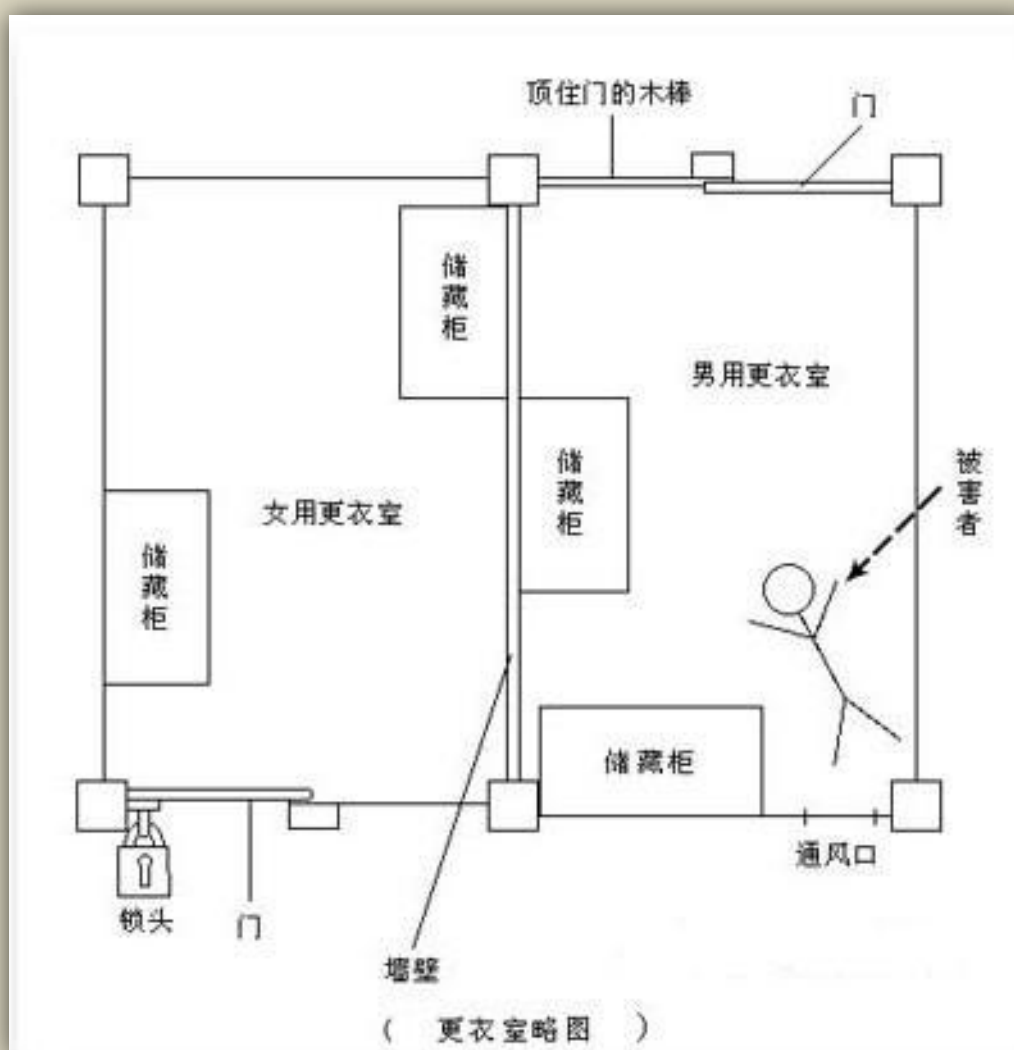 顶住门的木棒
门
储藏柜
男用更衣室
储藏柜
被害者
女用更衣室
储藏柜
储藏柜
通风口
锁头
门
墙壁
( 更衣室略图 )